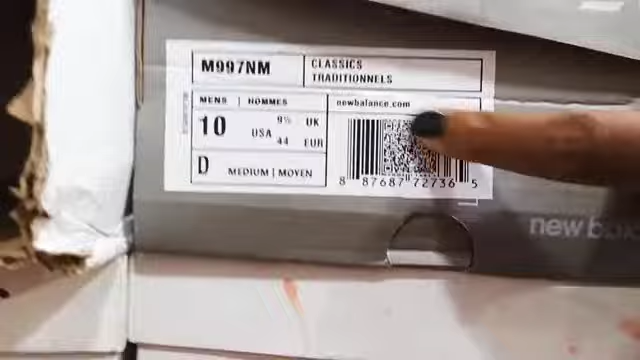 M997NM
CLASSICS
TRADITIONNELS
MENS | HOMMES
newbalance.com
10
USA
9½ UK
44 EUR
D
MEDIUM | MOYEN
8 87687 72736 5
new